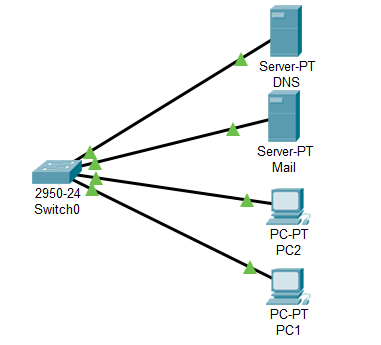 Server-PT
DNS
Server-PT
Mail
2950-24
Switch0
PC-PT
PC2
PC-PT
PC1